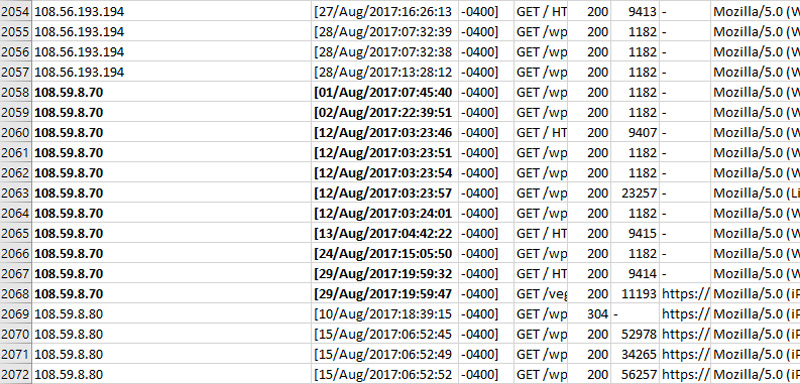 2054 108.56.193.194 [27/Aug/2017:16:26:13 -0400] GET / HT 200 9413 - Mozilla/5.0 (W
2055 108.56.193.194 [28/Aug/2017:07:32:39 -0400] GET /wp 200 1182 - Mozilla/5.0 (W
2056 108.56.193.194 [28/Aug/2017:07:32:38 -0400] GET /wp 200 1182 - Mozilla/5.0 (W
2057 108.56.193.194 [28/Aug/2017:13:28:12 -0400] GET /wp 200 1182 - Mozilla/5.0 (W
2058 108.59.8.70 [01/Aug/2017:07:45:40 -0400] GET /wp 200 1182 - Mozilla/5.0 (W
2059 108.59.8.70 [02/Aug/2017:22:39:51 -0400] GET /wp 200 1182 - Mozilla/5.0 (W
2060 108.59.8.70 [12/Aug/2017:03:23:46 -0400] GET / HT 200 9407 - Mozilla/5.0 (W
2061 108.59.8.70 [12/Aug/2017:03:23:51 -0400] GET /wp 200 1182 - Mozilla/5.0 (W
2062 108.59.8.70 [12/Aug/2017:03:23:54 -0400] GET /wp 200 1182 - Mozilla/5.0 (W
2063 108.59.8.70 [12/Aug/2017:03:23:57 -0400] GET /wp 200 23257 - Mozilla/5.0 (Li
2064 108.59.8.70 [12/Aug/2017:03:24:01 -0400] GET /wp 200 1182 - Mozilla/5.0 (W
2065 108.59.8.70 [13/Aug/2017:04:42:22 -0400] GET / HT 200 9415 - Mozilla/5.0 (W
2066 108.59.8.70 [24/Aug/2017:15:05:50 -0400] GET /wp 200 1182 - Mozilla/5.0 (W
2067 108.59.8.70 [29/Aug/2017:19:59:32 -0400] GET / HT 200 9414 - Mozilla/5.0 (W
2068 108.59.8.70 [29/Aug/2017:19:59:47 -0400] GET /veg 200 11193 https:// Mozilla/5.0 (iP
2069 108.59.8.80 [10/Aug/2017:18:39:15 -0400] GET /wp 304 - https:// Mozilla/5.0 (iP
2070 108.59.8.80 [15/Aug/2017:06:52:45 -0400] GET /wp 200 52978 https:// Mozilla/5.0 (iP
2071 108.59.8.80 [15/Aug/2017:06:52:49 -0400] GET /wp 200 34265 https:// Mozilla/5.0 (iP
2072 108.59.8.80 [15/Aug/2017:06:52:52 -0400] GET /wp 200 56257 https:// Mozilla/5.0 (iP